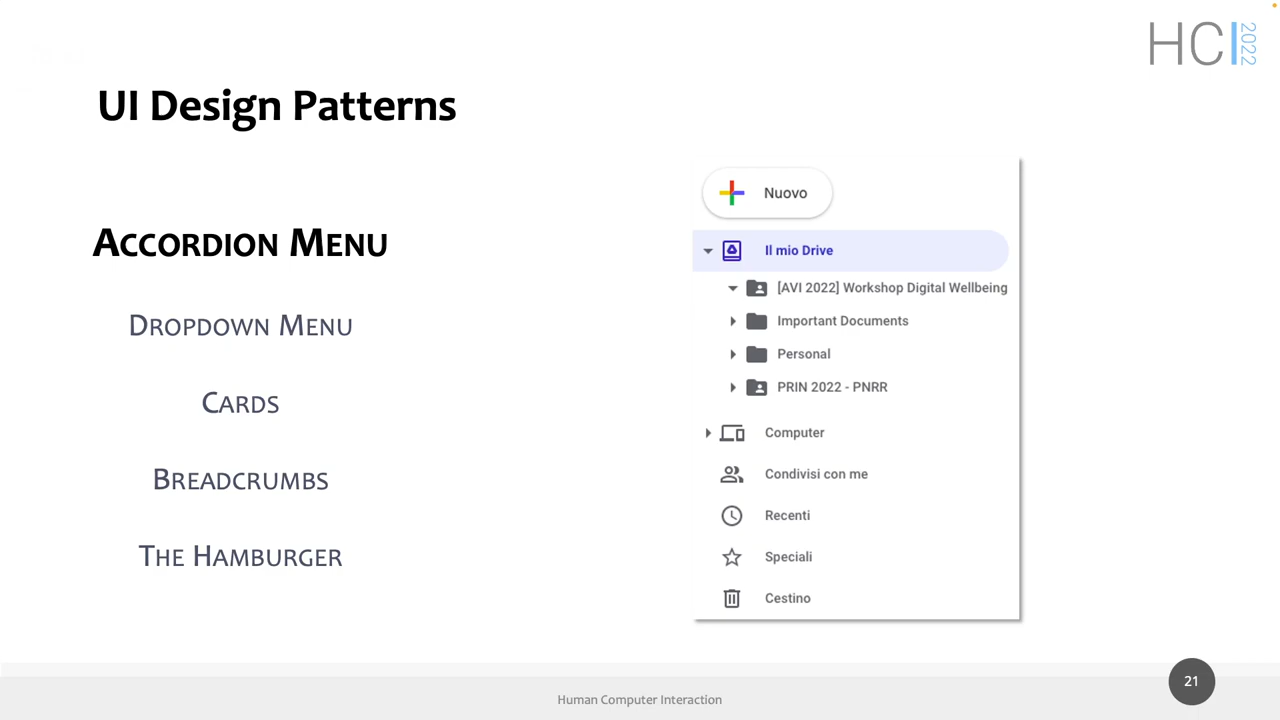 HCI 2022
UI Design Patterns
ACCORDION MENU
DROPDOWN MENU
CARDS
BREADCRUMBS
THE HAMBURGER
Nuovo
Il mio Drive
[AVI 2022] Workshop Digital Wellbeing
Important Documents
Personal
PRIN 2022 - PNRR
Computer
Condivisi con me
Recenti
Speciali
Cestino
Human Computer Interaction
21